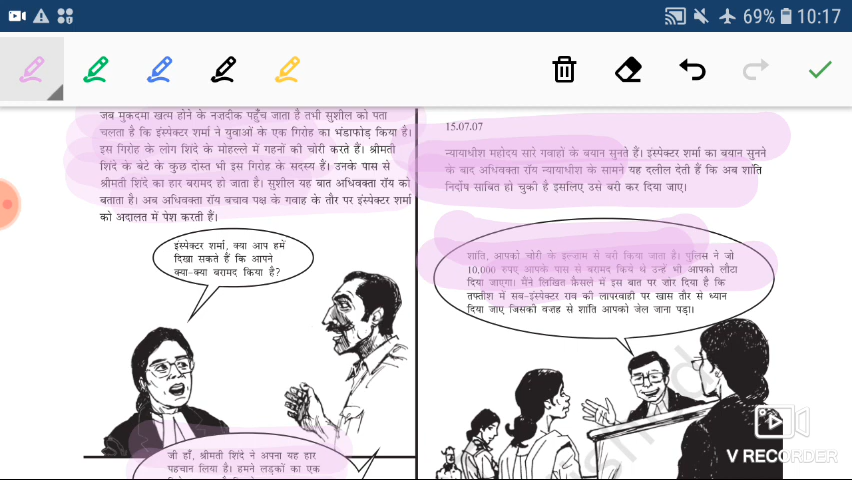 69% 10:17
जब मुकदमा खत्म होने के नज़दीक पहुँच जाता है तभी सुशील को पता
चलता है कि इंस्पेक्टर शर्मा ने युवाओं के एक गिरोह का भंडाफोड़ किया है।
इस गिरोह के लोग शिंदे के मोहल्ले में गहनों की चोरी करते हैं। श्रीमती
शिंदे के बेटे के कुछ दोस्त भी इस गिरोह के सदस्य हैं। उनके पास से
श्रीमती शिंदे का हार बरामद हो जाता है। सुशील यह बात अधिवक्ता रॉय को
बताता है। अब अधिवक्ता रॉय बचाव पक्ष के गवाह के तौर पर इंस्पेक्टर शर्मा
को अदालत में पेश करती हैं।
इंस्पेक्टर शर्मा, क्या आप हमें
दिखा सकते हैं कि आपने
क्या-क्या बरामद किया है?
जी हाँ, श्रीमती शिंदे ने अपना यह हार
पहचान लिया है। हमने लड़कों का एक
15.07.07
न्यायाधीश महोदय सारे गवाहों के बयान सुनते हैं। इंस्पेक्टर शर्मा का बयान सुनने
के बाद अधिवक्ता रॉय न्यायाधीश के सामने यह दलील देती हैं कि अब शांति
निर्दोष साबित हो चुकी है इसलिए उसे बरी कर दिया जाए।
शांति, आपको चोरी के इल्जाम से बरी किया जाता है। पुलिस ने जो
10,000 रुपए आपके पास से बरामद किये थे उन्हें भी आपको लौटा
दिया जाएगा। मैंने लिखित फ़ैसले में इस बात पर ज़ोर दिया है कि
तफ्तीश में सब-इंस्पेक्टर राव की लापरवाही पर खास तौर से ध्यान
दिया जाए जिसकी वजह से शांति आपको जेल जाना पड़ा।
V RECORDER